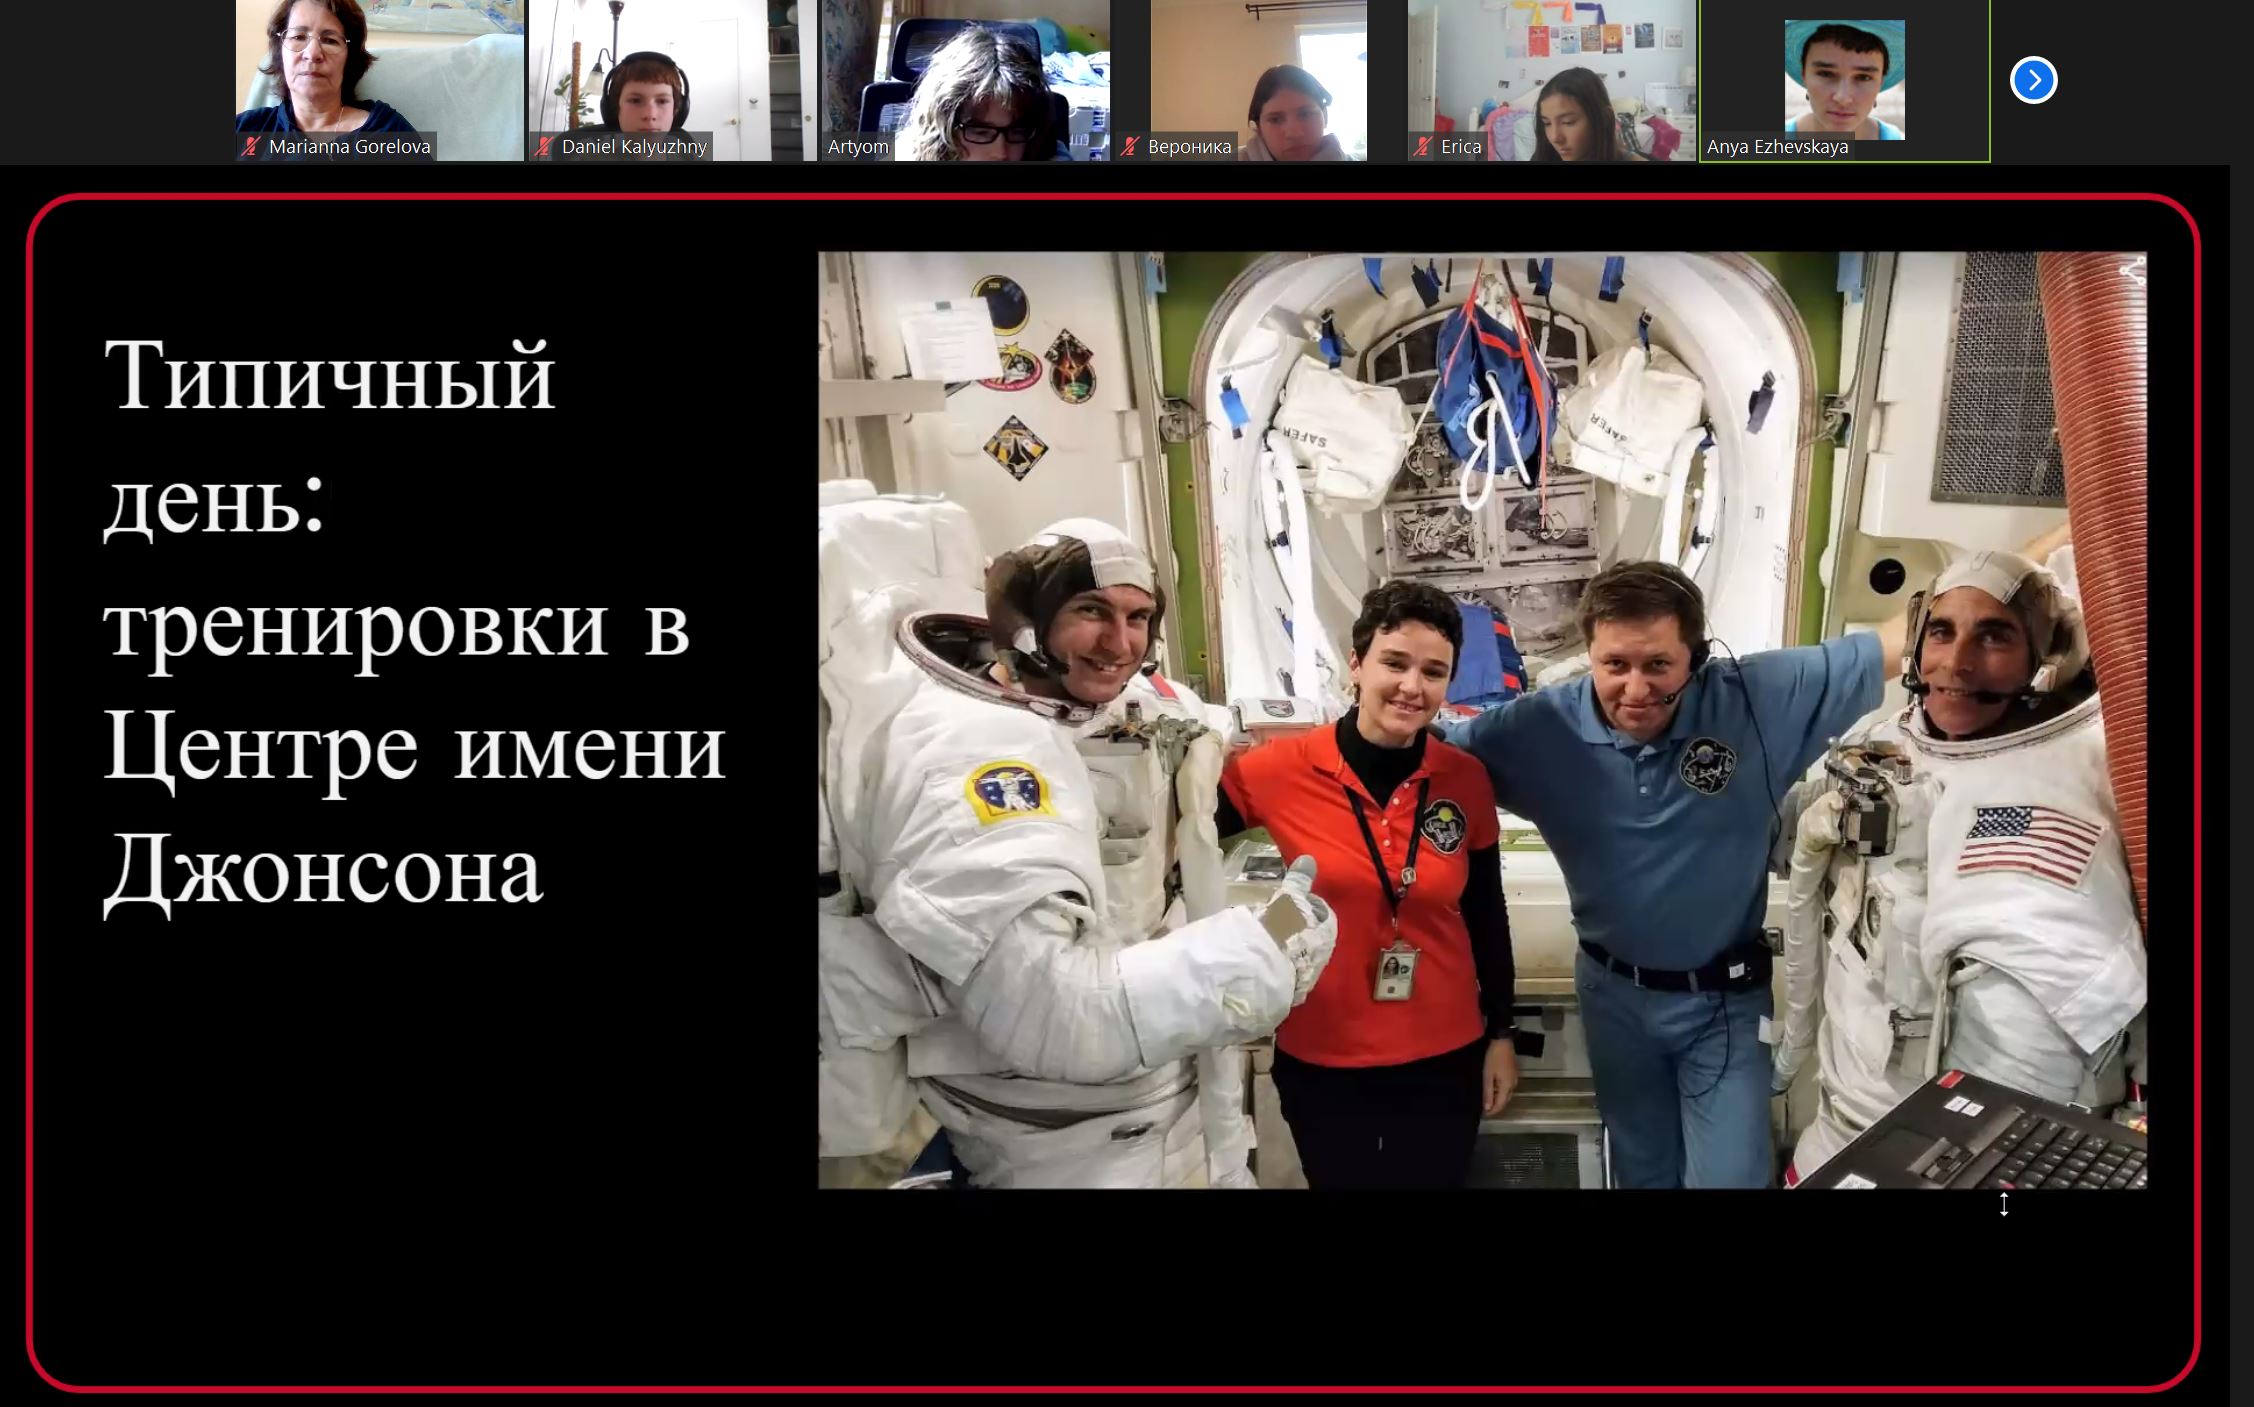 Marianna Gorelova
Daniel Kalyuzhny
Artyom
Вероника
Erica
Anya Ezhevskaya
Типичный
день:
тренировки в
Центре имени
Джонсона
SAFER
SAFER